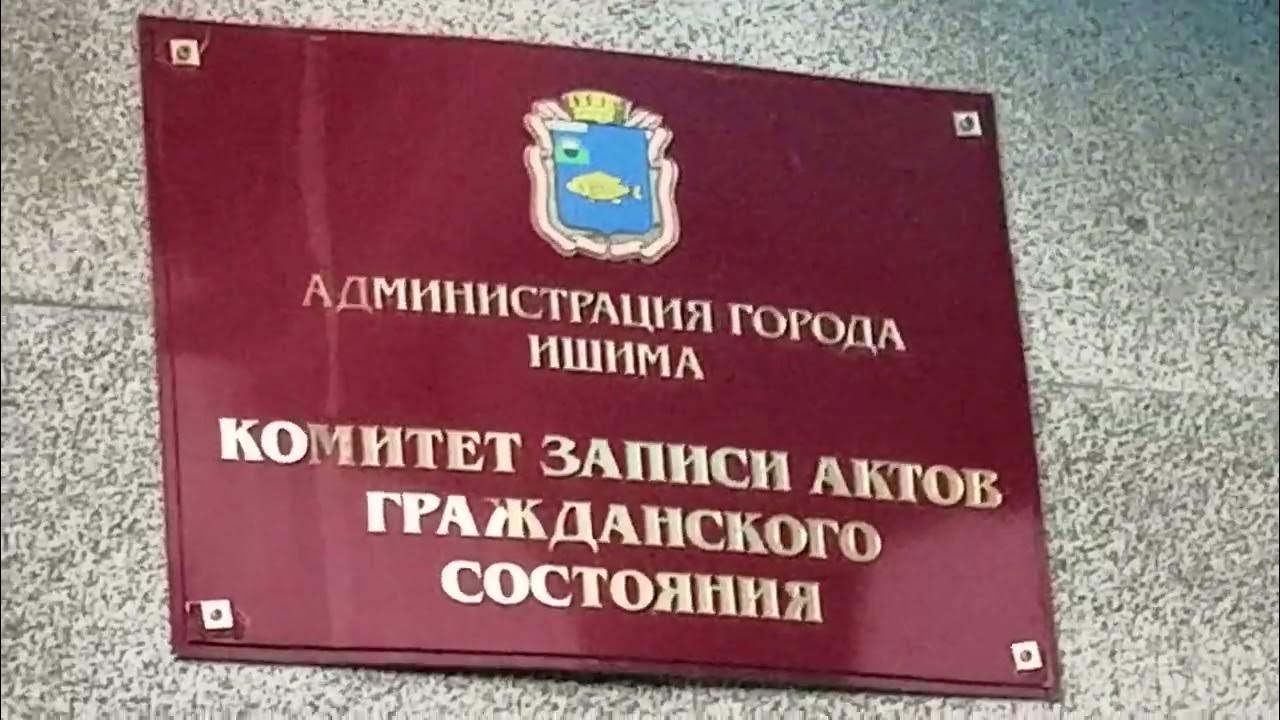 АДМИНИСТРАЦИЯ ГОРОДА
ИШИМА
КОМИТЕТ ЗАПИСИ АКТОВ
ГРАЖДАНСКОГО
СОСТОЯНИЯ